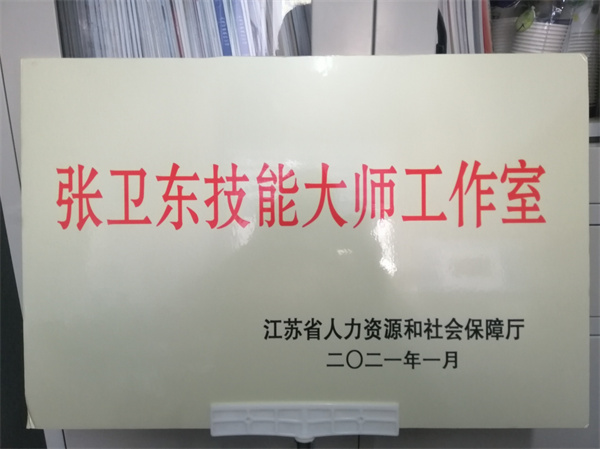 张卫东技能大师工作室
江苏省人力资源和社会保障厅
二〇二一年一月